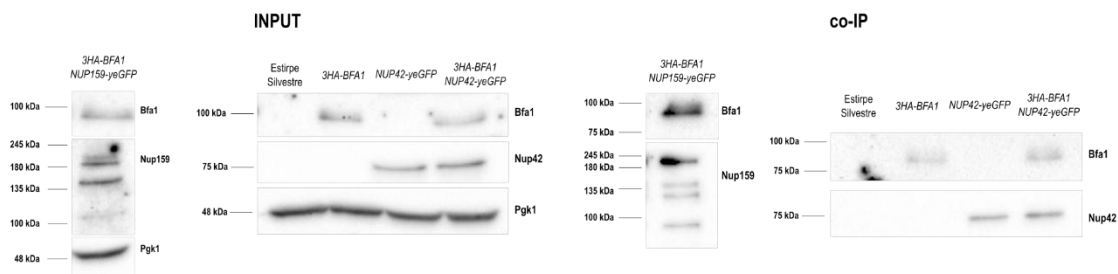 INPUT
3HA-BFA1
NUP159-yeGFP
100 kDa
Bfa1
245 kDa
180 kDa
135 kDa
100 kDa
Nup159
48 kDa
Pgk1
Estirpe
Silvestre
3HA-BFA1
NUP42-yeGFP
3HA-BFA1
NUP42-yeGFP
100 kDa
Bfa1
75 kDa
Nup42
48 kDa
Pgk1
co-IP
3HA-BFA1
NUP159-yeGFP
100 kDa
Bfa1
75 kDa
245 kDa
180 kDa
Nup159
135 kDa
100 kDa
Estirpe
Silvestre
3HA-BFA1
NUP42-yeGFP
3HA-BFA1
NUP42-yeGFP
100 kDa
Bfa1
75 kDa
75 kDa
Nup42